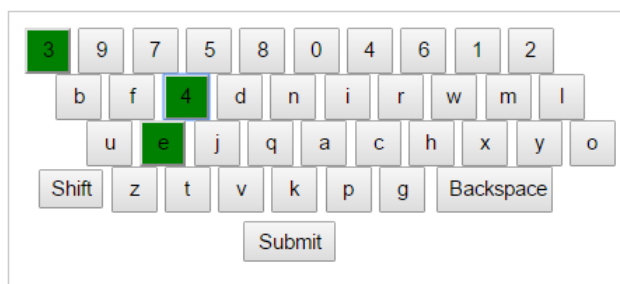 3 9 7 5 8 0 4 6 1 2
b f 4 d n i r w m l
u e j q a c h x y o
Shift z t v k p g Backspace
Submit